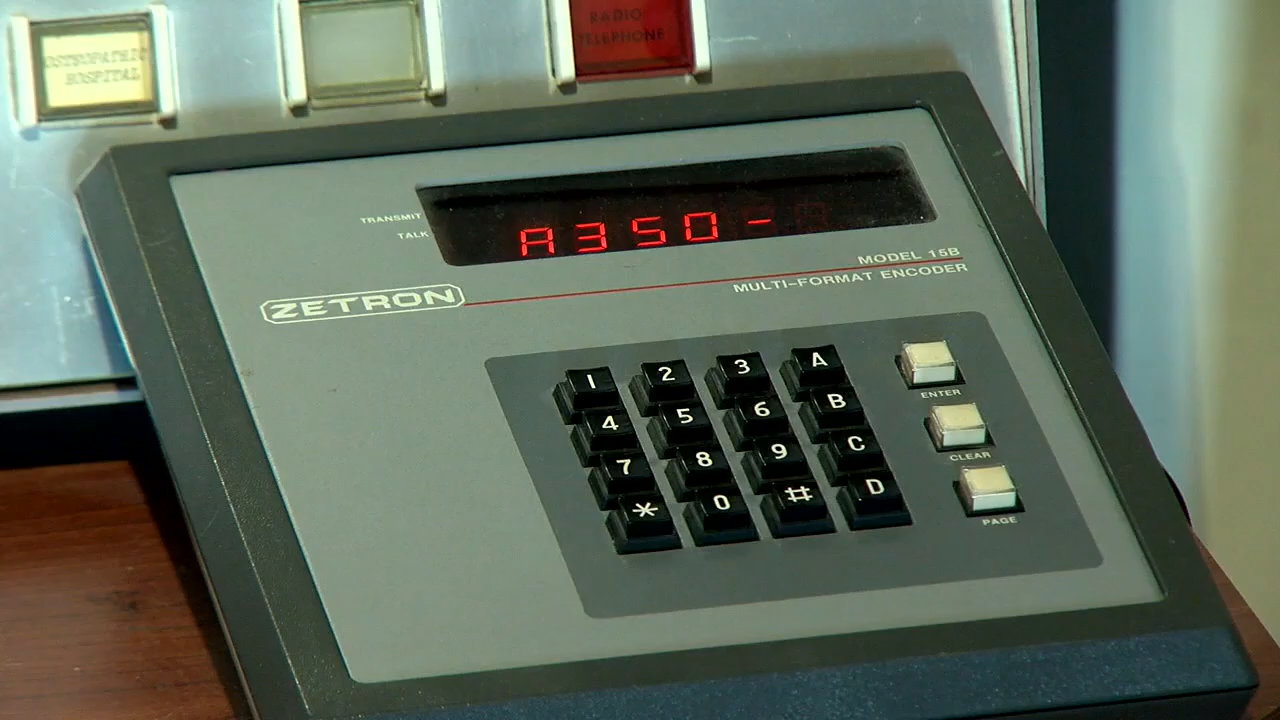 OSTEOPATHIC
HOSPITAL
RADIO
TELEPHONE
TRANSMIT
TALK
A350-
MODEL 15B
MULTI-FORMAT ENCODER
ZETRON
1 2 3 A
4 5 6 B
7 8 9 C
* 0 # D
ENTER
CLEAR
PAGE